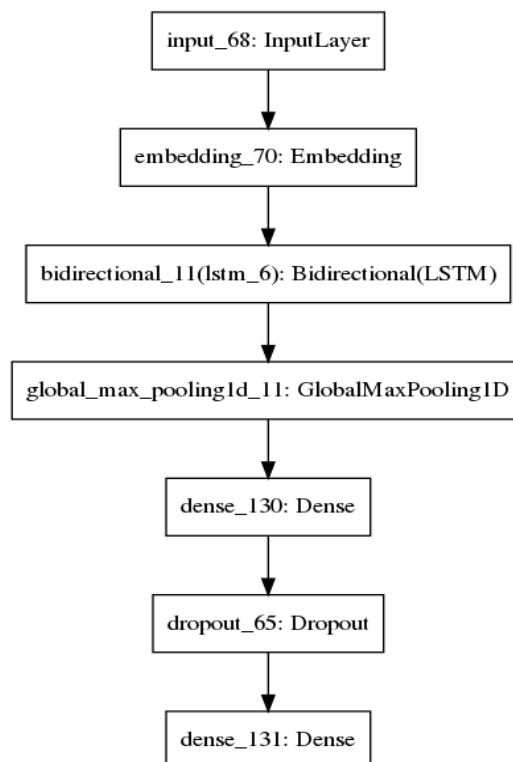 input_68: InputLayer
embedding_70: Embedding
bidirectional_11(lstm_6): Bidirectional(LSTM)
global_max_pooling1d_11: GlobalMaxPooling1D
dense_130: Dense
dropout_65: Dropout
dense_131: Dense